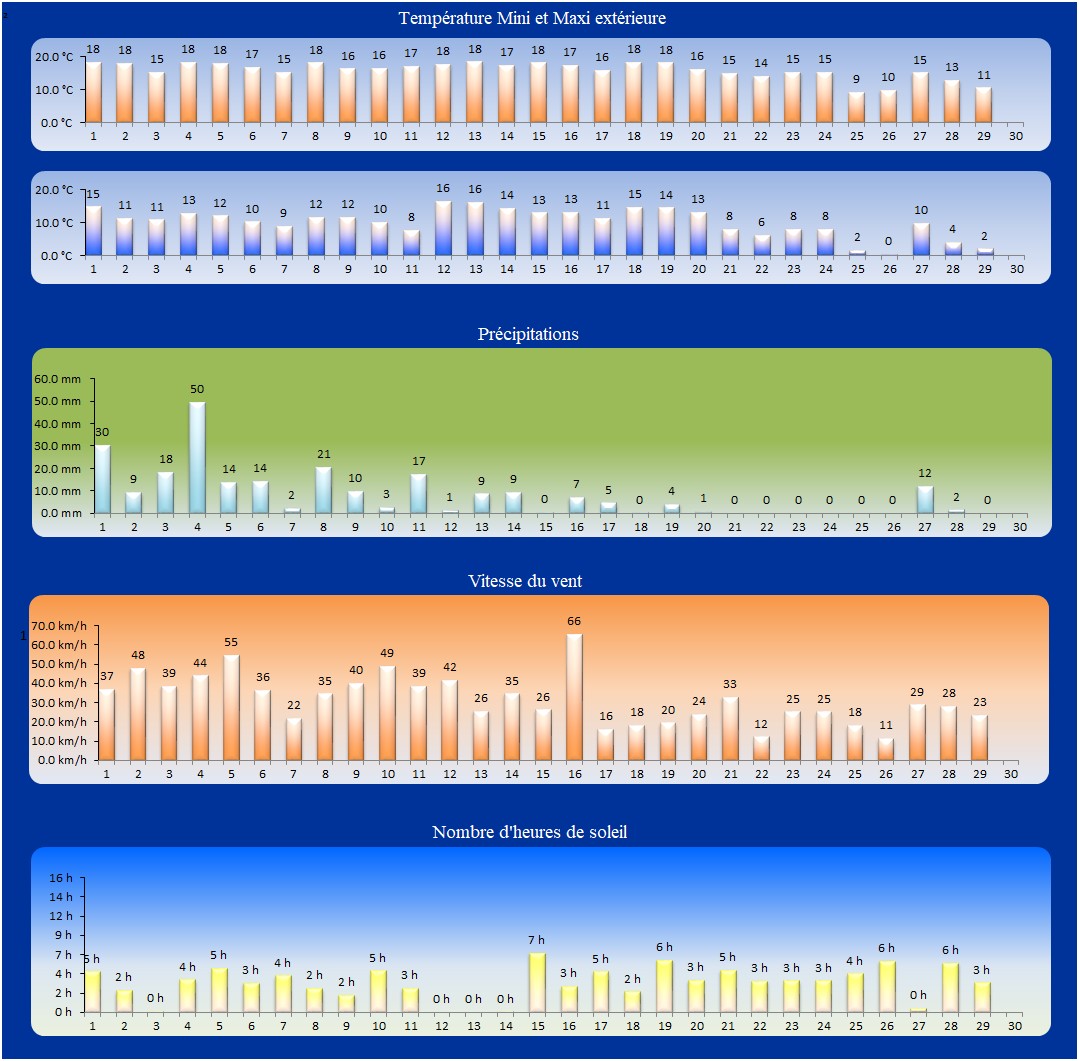 Température Mini et Maxi extérieure
18 18 15 18 18 17 15 18 16 16 17 18 18 17 18 17 16 18 18 16 15 14 15 15 9 10 15 13 11
20.0 °C
10.0 °C
0.0 °C
1 2 3 4 5 6 7 8 9 10 11 12 13 14 15 16 17 18 19 20 21 22 23 24 25 26 27 28 29 30
15 11 11 13 12 10 9 12 12 10 8 16 16 14 13 13 11 15 14 13 8 6 8 8 2 0 10 4 2
20.0 °C
10.0 °C
0.0 °C
1 2 3 4 5 6 7 8 9 10 11 12 13 14 15 16 17 18 19 20 21 22 23 24 25 26 27 28 29 30
Précipitations
60.0 mm
50.0 mm
40.0 mm
30.0 mm
20.0 mm
10.0 mm
0.0 mm
30 9 18 50 14 14 2 21 10 3 17 1 9 9 0 7 5 0 4 1 0 0 0 0 0 0 12 2 0
1 2 3 4 5 6 7 8 9 10 11 12 13 14 15 16 17 18 19 20 21 22 23 24 25 26 27 28 29 30
Vitesse du vent
1
70.0 km/h
60.0 km/h
50.0 km/h
40.0 km/h
30.0 km/h
20.0 km/h
10.0 km/h
0.0 km/h
37 48 39 44 55 36 22 35 40 49 39 42 26 35 26 66 16 18 20 24 33 12 25 25 18 11 29 28 23
1 2 3 4 5 6 7 8 9 10 11 12 13 14 15 16 17 18 19 20 21 22 23 24 25 26 27 28 29 30
Nombre d'heures de soleil
16 h
14 h
12 h
9 h
7 h
4 h
2 h
0 h
5 h 2 h 0 h 4 h 5 h 3 h 4 h 2 h 2 h 5 h 3 h 0 h 0 h 0 h 7 h 3 h 5 h 2 h 6 h 3 h 5 h 3 h 3 h 3 h 4 h 6 h 0 h 6 h 3 h
1 2 3 4 5 6 7 8 9 10 11 12 13 14 15 16 17 18 19 20 21 22 23 24 25 26 27 28 29 30